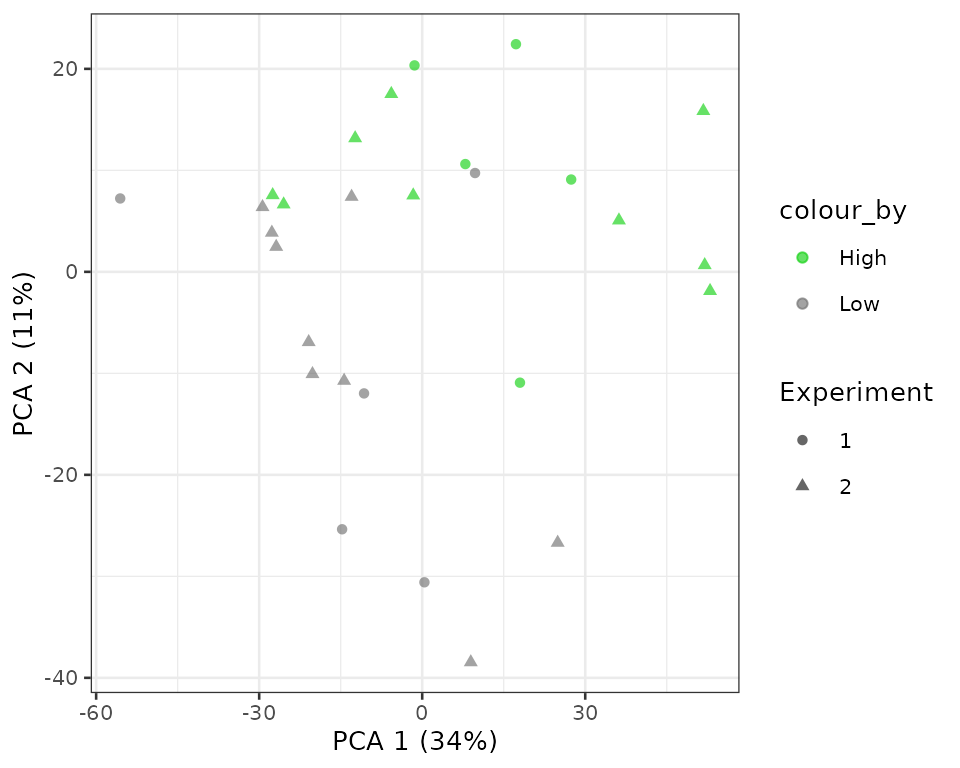 20
0
-20
-40
PCA 2 (11%)
-60
-30
0
30
PCA 1 (34%)
colour_by
High
Low
Experiment
1
2